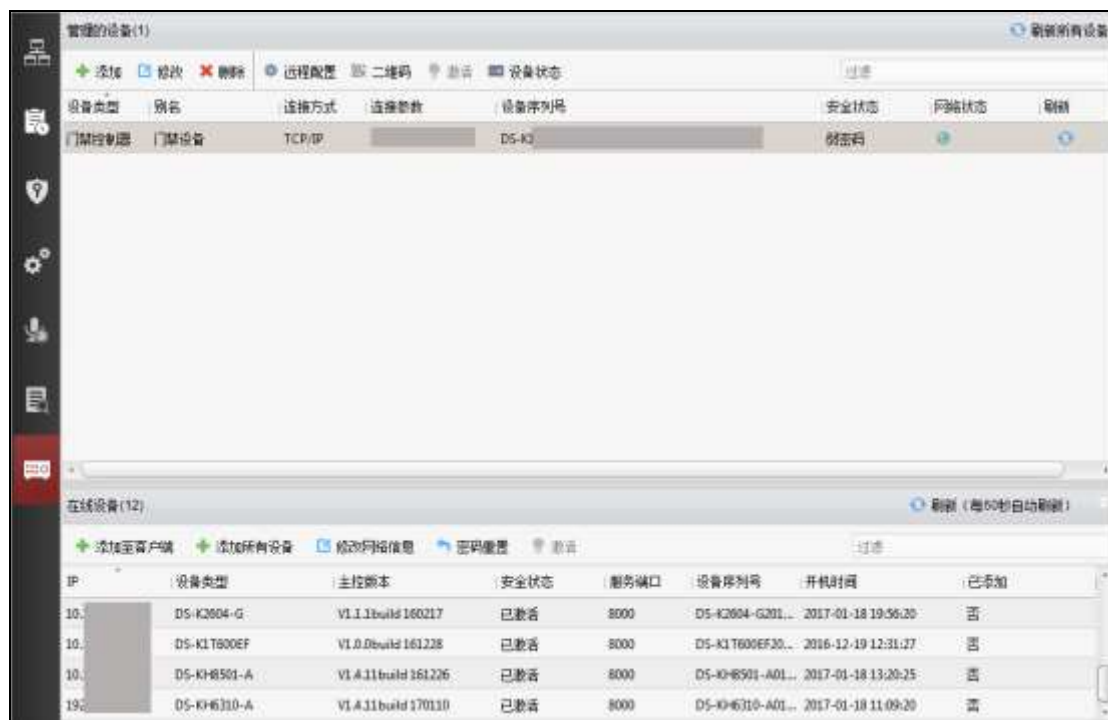 管理的设备(1) 刷新所有设备
添加 修改 删除 远程配置 二维码 激活 设备状态 过滤
设备类型 别名 连接方式 连接参数 设备序列号 安全状态 网络状态 刷新
门禁控制器 门禁设备 TCP/IP DS-K2 弱密码
在线设备(12) 刷新（每60秒自动刷新）
添加至客户端 添加所有设备 修改网络信息 密码重置 激活 过滤
IP 设备类型 主控版本 安全状态 服务端口 设备序列号 开机时间 已添加
10. DS-K2604-G V1.1.1build 160217 已激活 8000 DS-K2604-G201... 2017-01-18 19:56:20 否
10. DS-K1T600EF V1.0.0build 161228 已激活 8000 DS-K1T600EF20... 2016-12-19 12:31:27 否
10. DS-KH8501-A V1.4.11build 161226 已激活 8000 DS-KH8501-A01... 2017-01-18 13:20:25 否
192 DS-KH6310-A V1.4.11build 170110 已激活 8000 DS-KH6310-A01... 2017-01-18 11:09:20 否